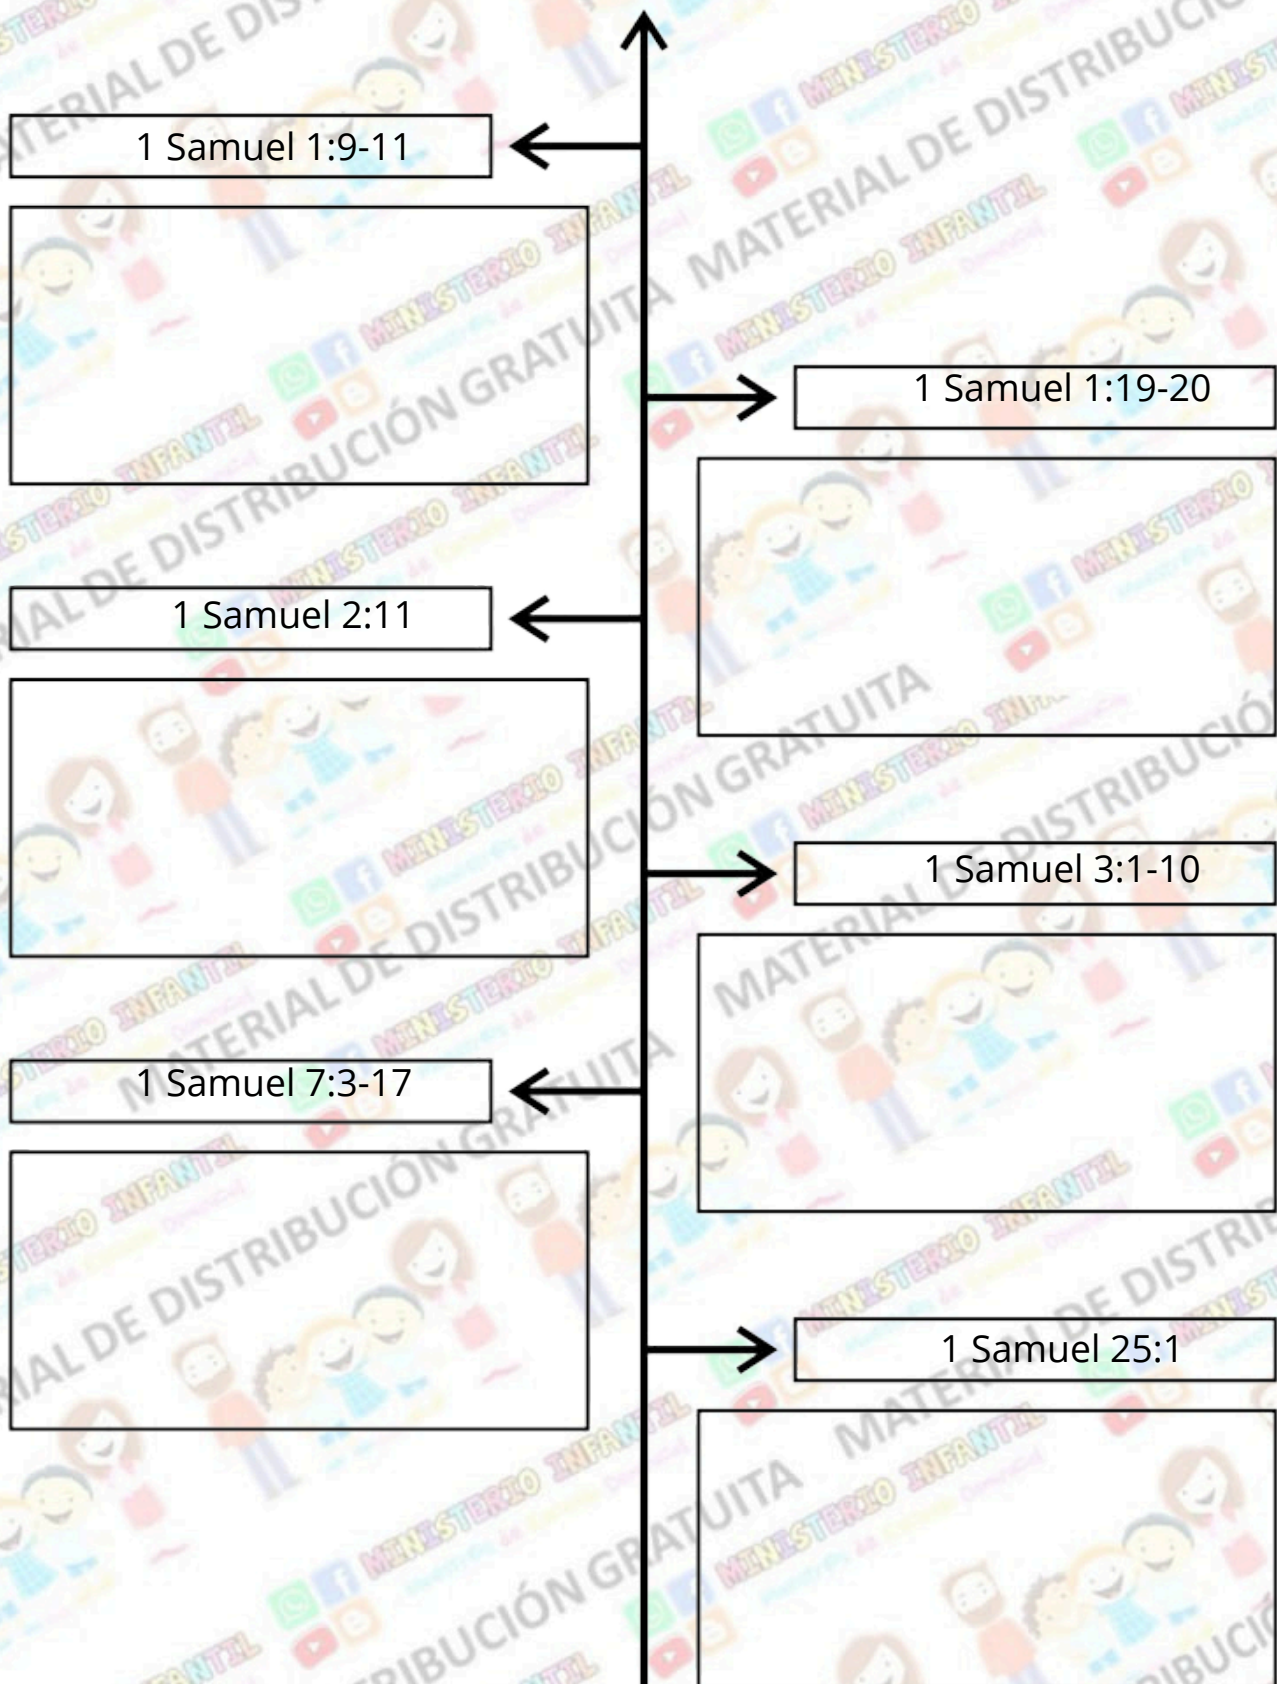 1 Samuel 1:9-11
1 Samuel 1:19-20
1 Samuel 2:11
1 Samuel 3:1-10
1 Samuel 7:3-17
1 Samuel 25:1
MATERIAL DE DISTRIBUCIÓN GRATUITA
MINISTERIO INFANTIL